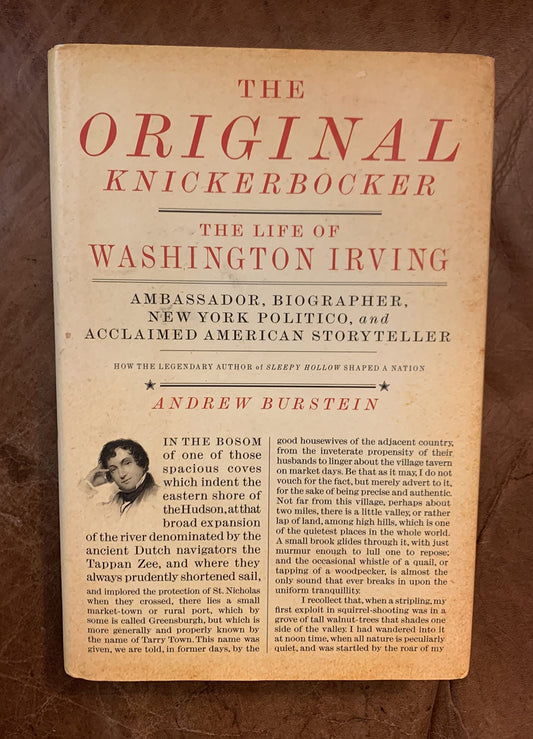 THE
ORIGINAL
KNICKERBOCKER
THE LIFE OF
WASHINGTON IRVING
AMBASSADOR, BIOGRAPHER,
NEW YORK POLITICO, and
ACCLAIMED AMERICAN STORYTELLER
HOW THE LEGENDARY AUTHOR of SLEEPY HOLLOW SHAPED A NATION
ANDREW BURSTEIN
IN THE BOSOM
of one of those
spacious coves
which indent the
eastern shore of
the Hudson, at that
broad expansion
of the river denominated by the
ancient Dutch navigators the
Tappan Zee, and where they
always prudently shortened sail,
and implored the protection of St. Nicholas
when they crossed, there lies a small
market-town or rural port, which by
some is called Greensburgh, but which is
more generally and properly known by
the name of Tarry Town. This name was
given, we are told, in former days, by the
good housewives of the adjacent country,
from the inveterate propensity of their
husbands to linger about the village tavern
on market days. Be that as it may, I do not
vouch for the fact, but merely advert to it,
for the sake of being precise and authentic.
Not far from this village, perhaps about
two miles, there is a little valley, or rather
lap of land, among high hills, which is one
of the quietest places in the whole world.
A small brook glides through it, with just
murmur enough to lull one to repose;
and the occasional whistle of a quail, or
tapping of a woodpecker, is almost the
only sound that ever breaks in upon the
uniform tranquillity.
I recollect that, when a stripling, my
first exploit in squirrel-shooting was in a
grove of tall walnut-trees that shades one
side of the valley. I had wandered into it
at noon time, when all nature is peculiarly
quiet, and was startled by the roar of my